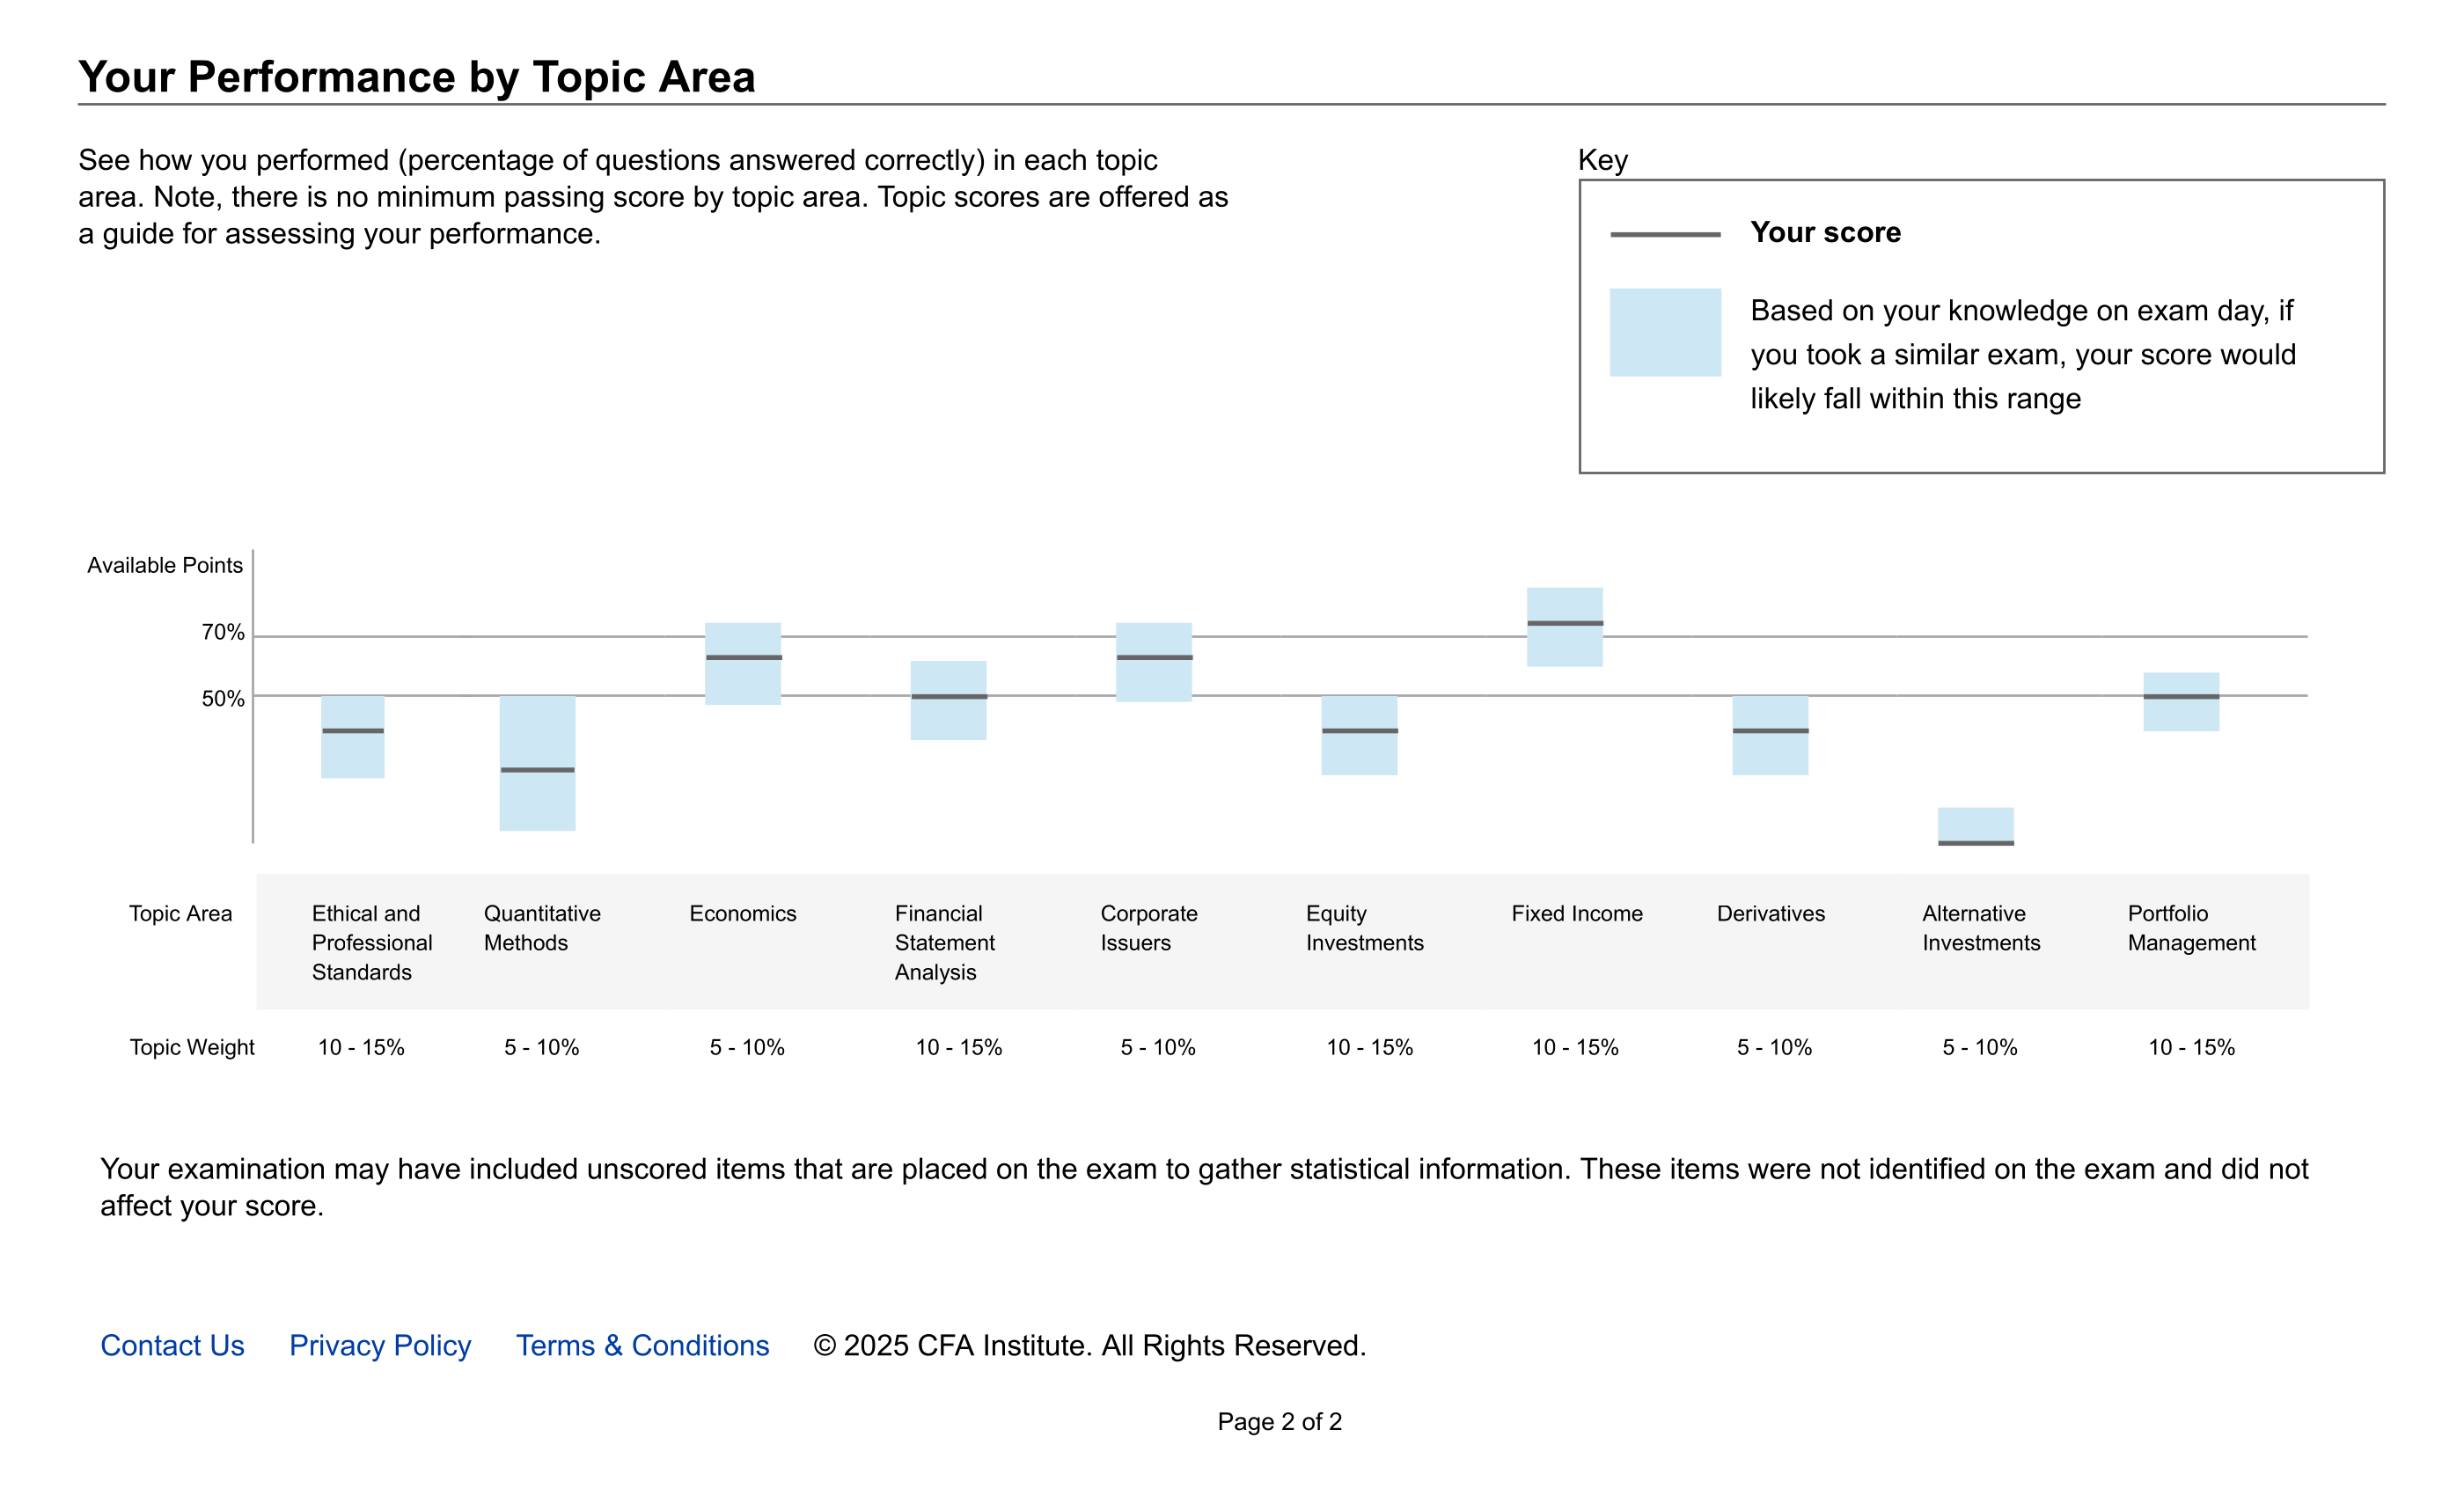 Your Performance by Topic Area
See how you performed (percentage of questions answered correctly) in each topic
area. Note, there is no minimum passing score by topic area. Topic scores are offered as
a guide for assessing your performance.
Key
Your score
Based on your knowledge on exam day, if
you took a similar exam, your score would
likely fall within this range
Available Points
70%
50%
Topic Area
Ethical and
Professional
Standards
Quantitative
Methods
Economics
Financial
Statement
Analysis
Corporate
Issuers
Equity
Investments
Fixed Income
Derivatives
Alternative
Investments
Portfolio
Management
Topic Weight
10 - 15%
5 - 10%
5 - 10%
10 - 15%
5 - 10%
10 - 15%
10 - 15%
5 - 10%
5 - 10%
10 - 15%
Your examination may have included unscored items that are placed on the exam to gather statistical information. These items were not identified on the exam and did not
affect your score.
Contact Us Privacy Policy Terms & Conditions © 2025 CFA Institute. All Rights Reserved.
Page 2 of 2